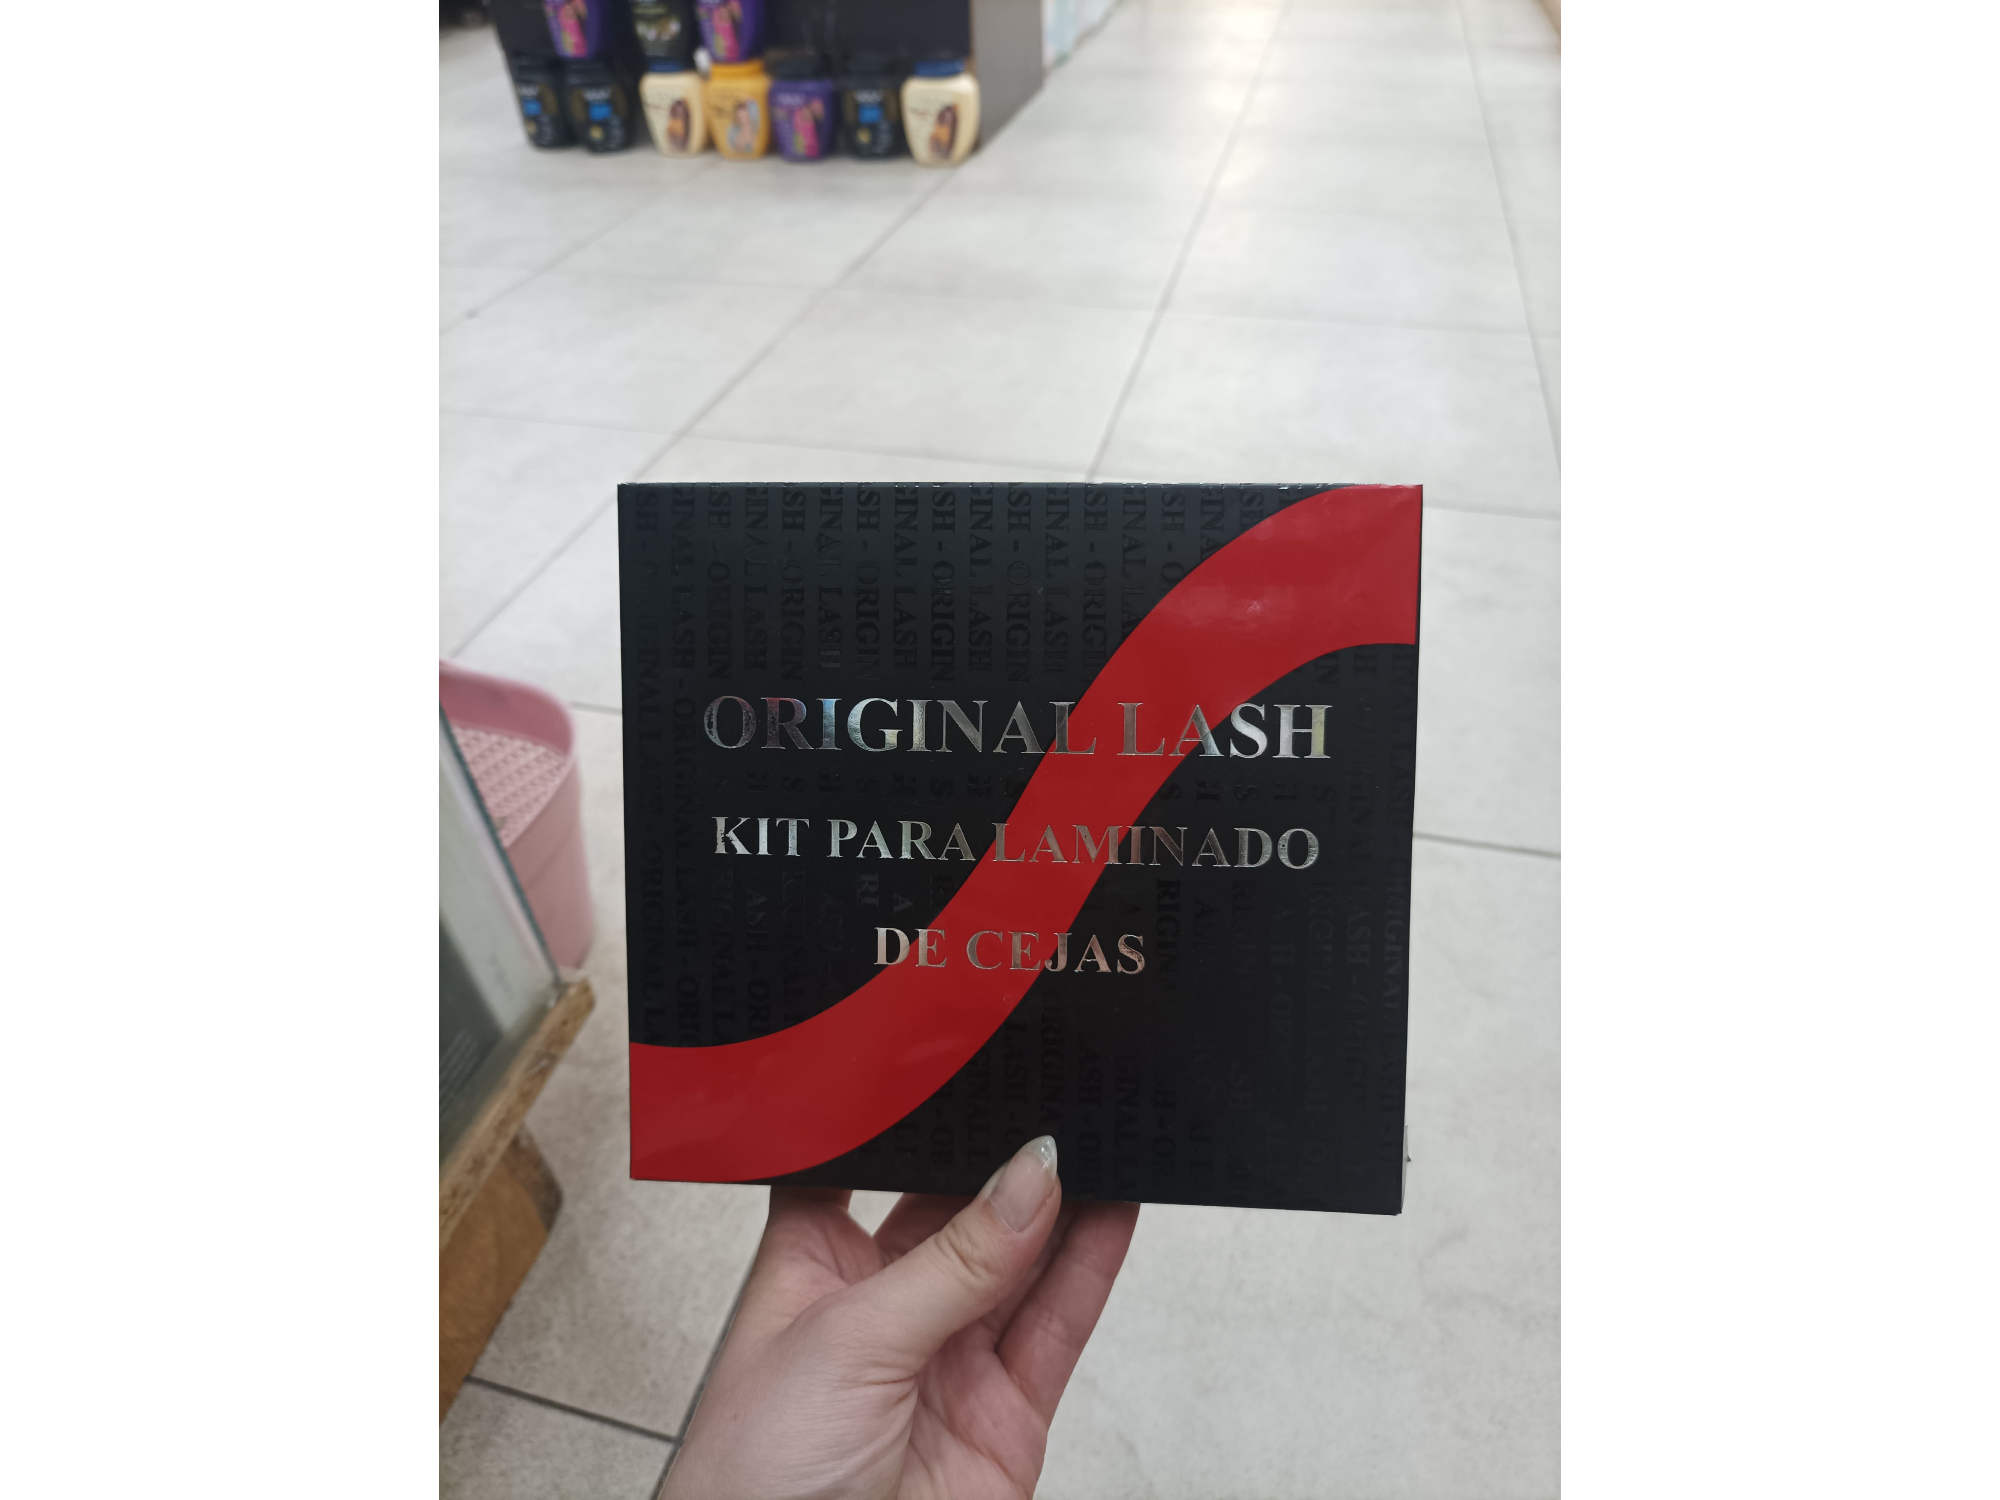 ORIGINAL LASH
KIT PARA LAMINADO
DE CEJAS